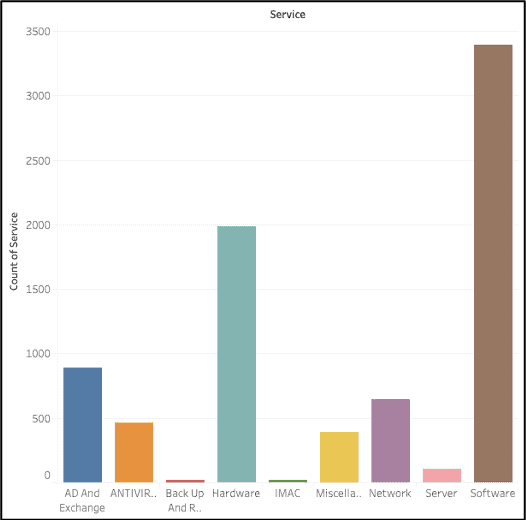 Service
3500
3000
2500
2000
1500
1000
500
0
Count of Service
AD And
Exchange
ANTIVIR..
Back Up
And R..
Hardware
IMAC
Miscella..
Network
Server
Software